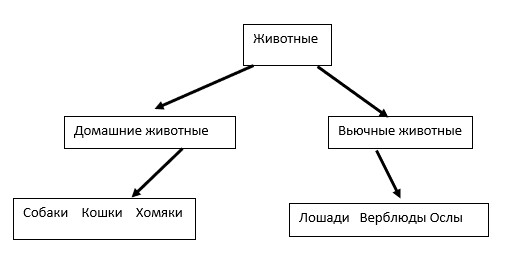 Животные
Домашние животные
Вьючные животные
Собаки Кошки Хомяки
Лошади Верблюды Ослы